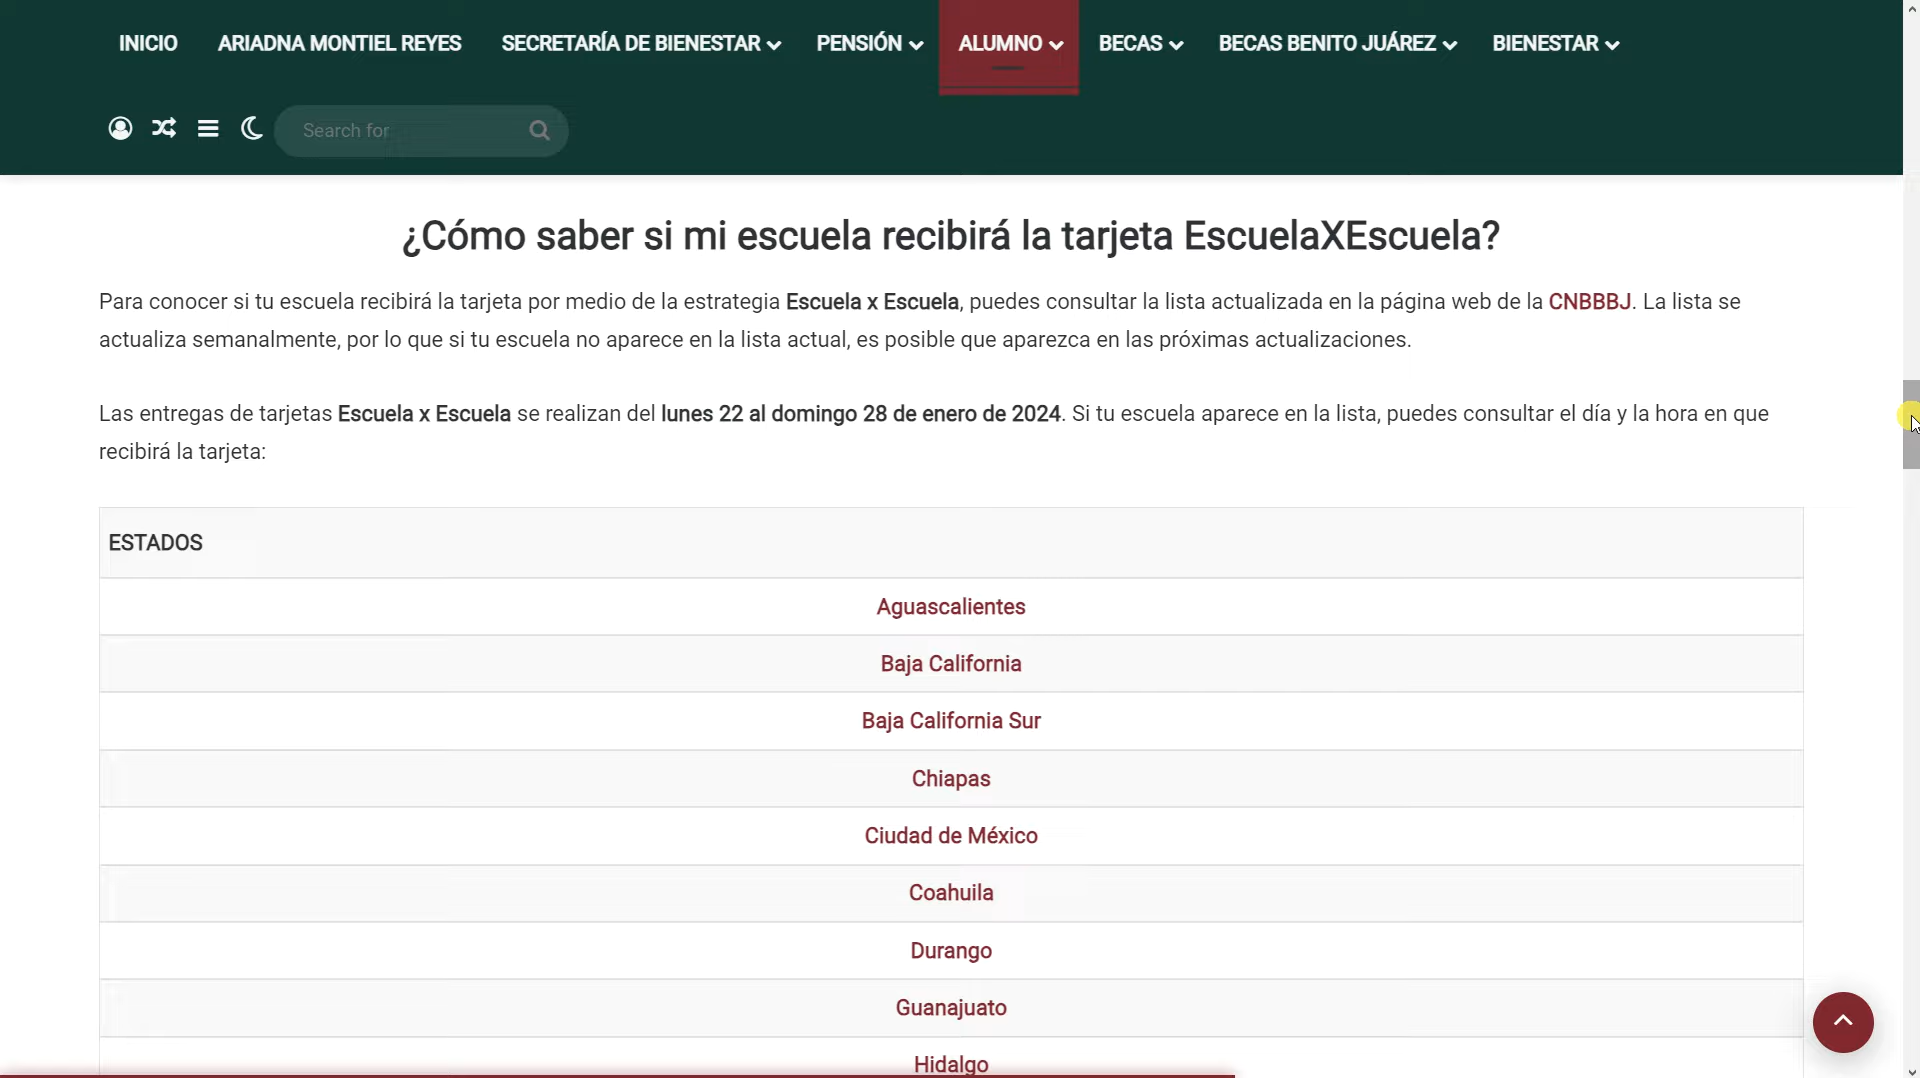 INICIO ARIADNA MONTIEL REYES SECRETARÍA DE BIENESTAR PENSIÓN ALUMNO BECAS BECAS BENITO JUÁREZ BIENESTAR
Search for
¿Cómo saber si mi escuela recibirá la tarjeta EscuelaXEscuela?
Para conocer si tu escuela recibirá la tarjeta por medio de la estrategia Escuela x Escuela, puedes consultar la lista actualizada en la página web de la CNBBBJ. La lista se
actualiza semanalmente, por lo que si tu escuela no aparece en la lista actual, es posible que aparezca en las próximas actualizaciones.
Las entregas de tarjetas Escuela x Escuela se realizan del lunes 22 al domingo 28 de enero de 2024. Si tu escuela aparece en la lista, puedes consultar el día y la hora en que
recibirá la tarjeta:
ESTADOS
Aguascalientes
Baja California
Baja California Sur
Chiapas
Ciudad de México
Coahuila
Durango
Guanajuato
Hidalgo